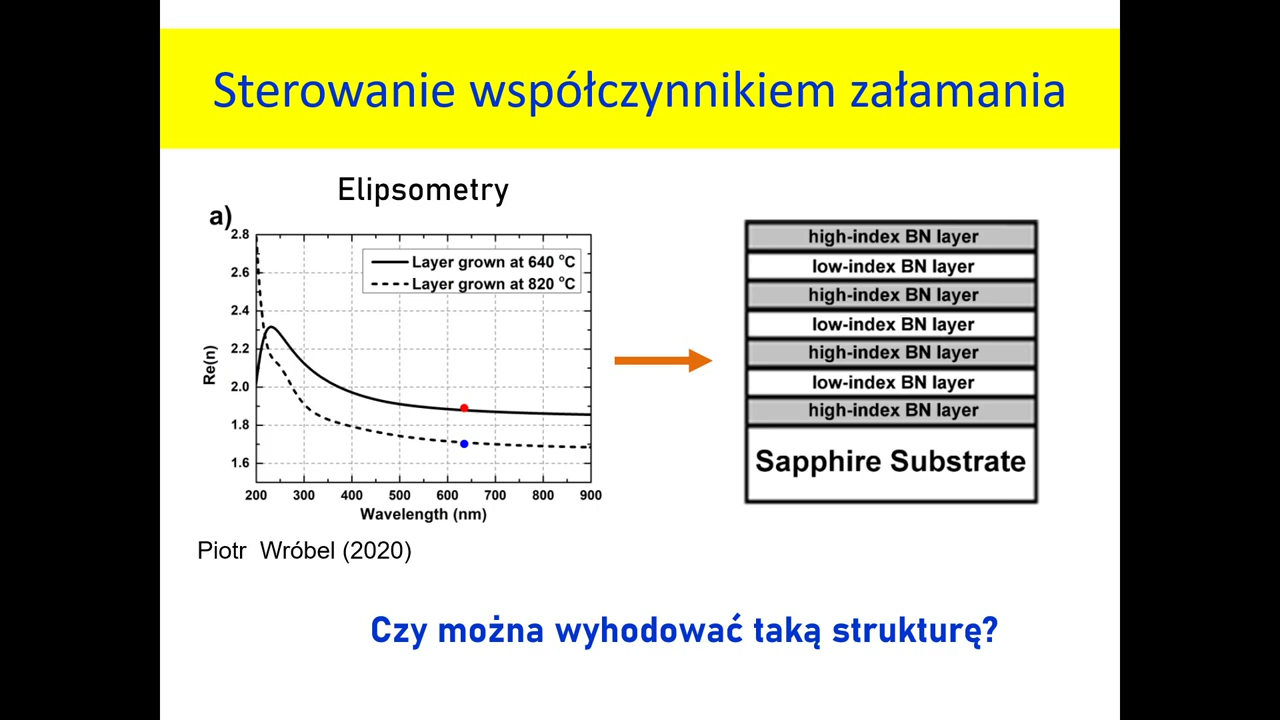 Sterowanie współczynnikiem załamania
Elipsometry
a)
2.8
2.6
2.4
2.2
2.0
1.8
1.6
Re(n)
Layer grown at 640 °C
Layer grown at 820 °C
200 300 400 500 600 700 800 900
Wavelength (nm)
high-index BN layer
low-index BN layer
high-index BN layer
low-index BN layer
high-index BN layer
low-index BN layer
high-index BN layer
Sapphire Substrate
Piotr Wróbel (2020)
Czy można wyhodować taką strukturę?